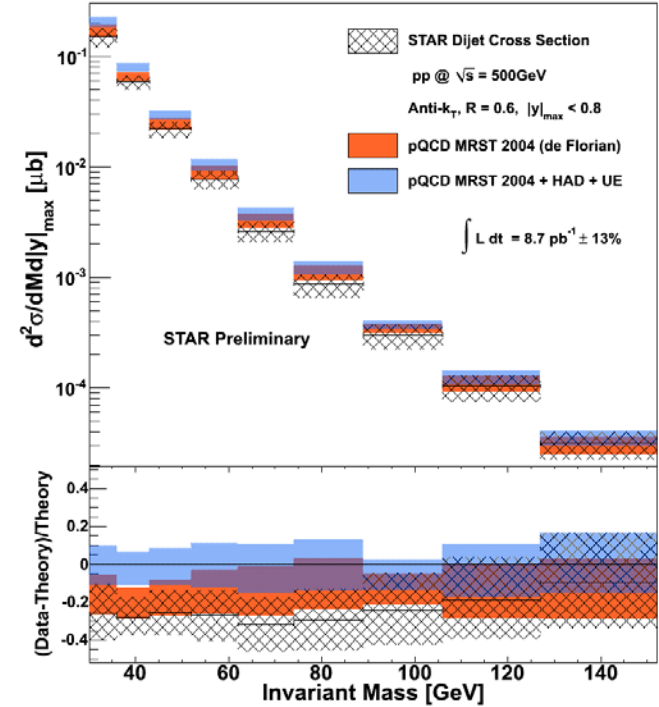 10^-1
10^-2
10^-3
10^-4
d²σ/dMd|y|_max [μb]
STAR Dijet Cross Section
pp @ √s = 500GeV
Anti-k_T, R = 0.6, |y|_max < 0.8
pQCD MRST 2004 (de Florian)
pQCD MRST 2004 + HAD + UE
∫ L dt = 8.7 pb^-1 ± 13%
STAR Preliminary
(Data-Theory)/Theory
0.4
0.2
0
-0.2
-0.4
40 60 80 100 120 140
Invariant Mass [GeV]